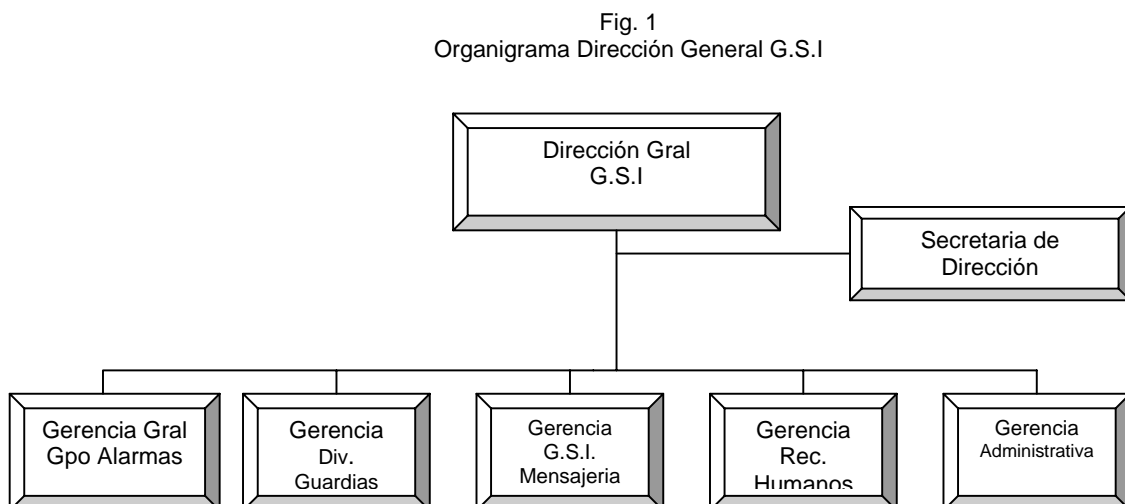 Fig. 1
Organigrama Dirección General G.S.I
Dirección Gral
G.S.I
Secretaria de
Dirección
Gerencia Gral
Gpo Alarmas
Gerencia
Div.
Guardias
Gerencia
G.S.I.
Mensajeria
Gerencia
Rec.
Humanos
Gerencia
Administrativa